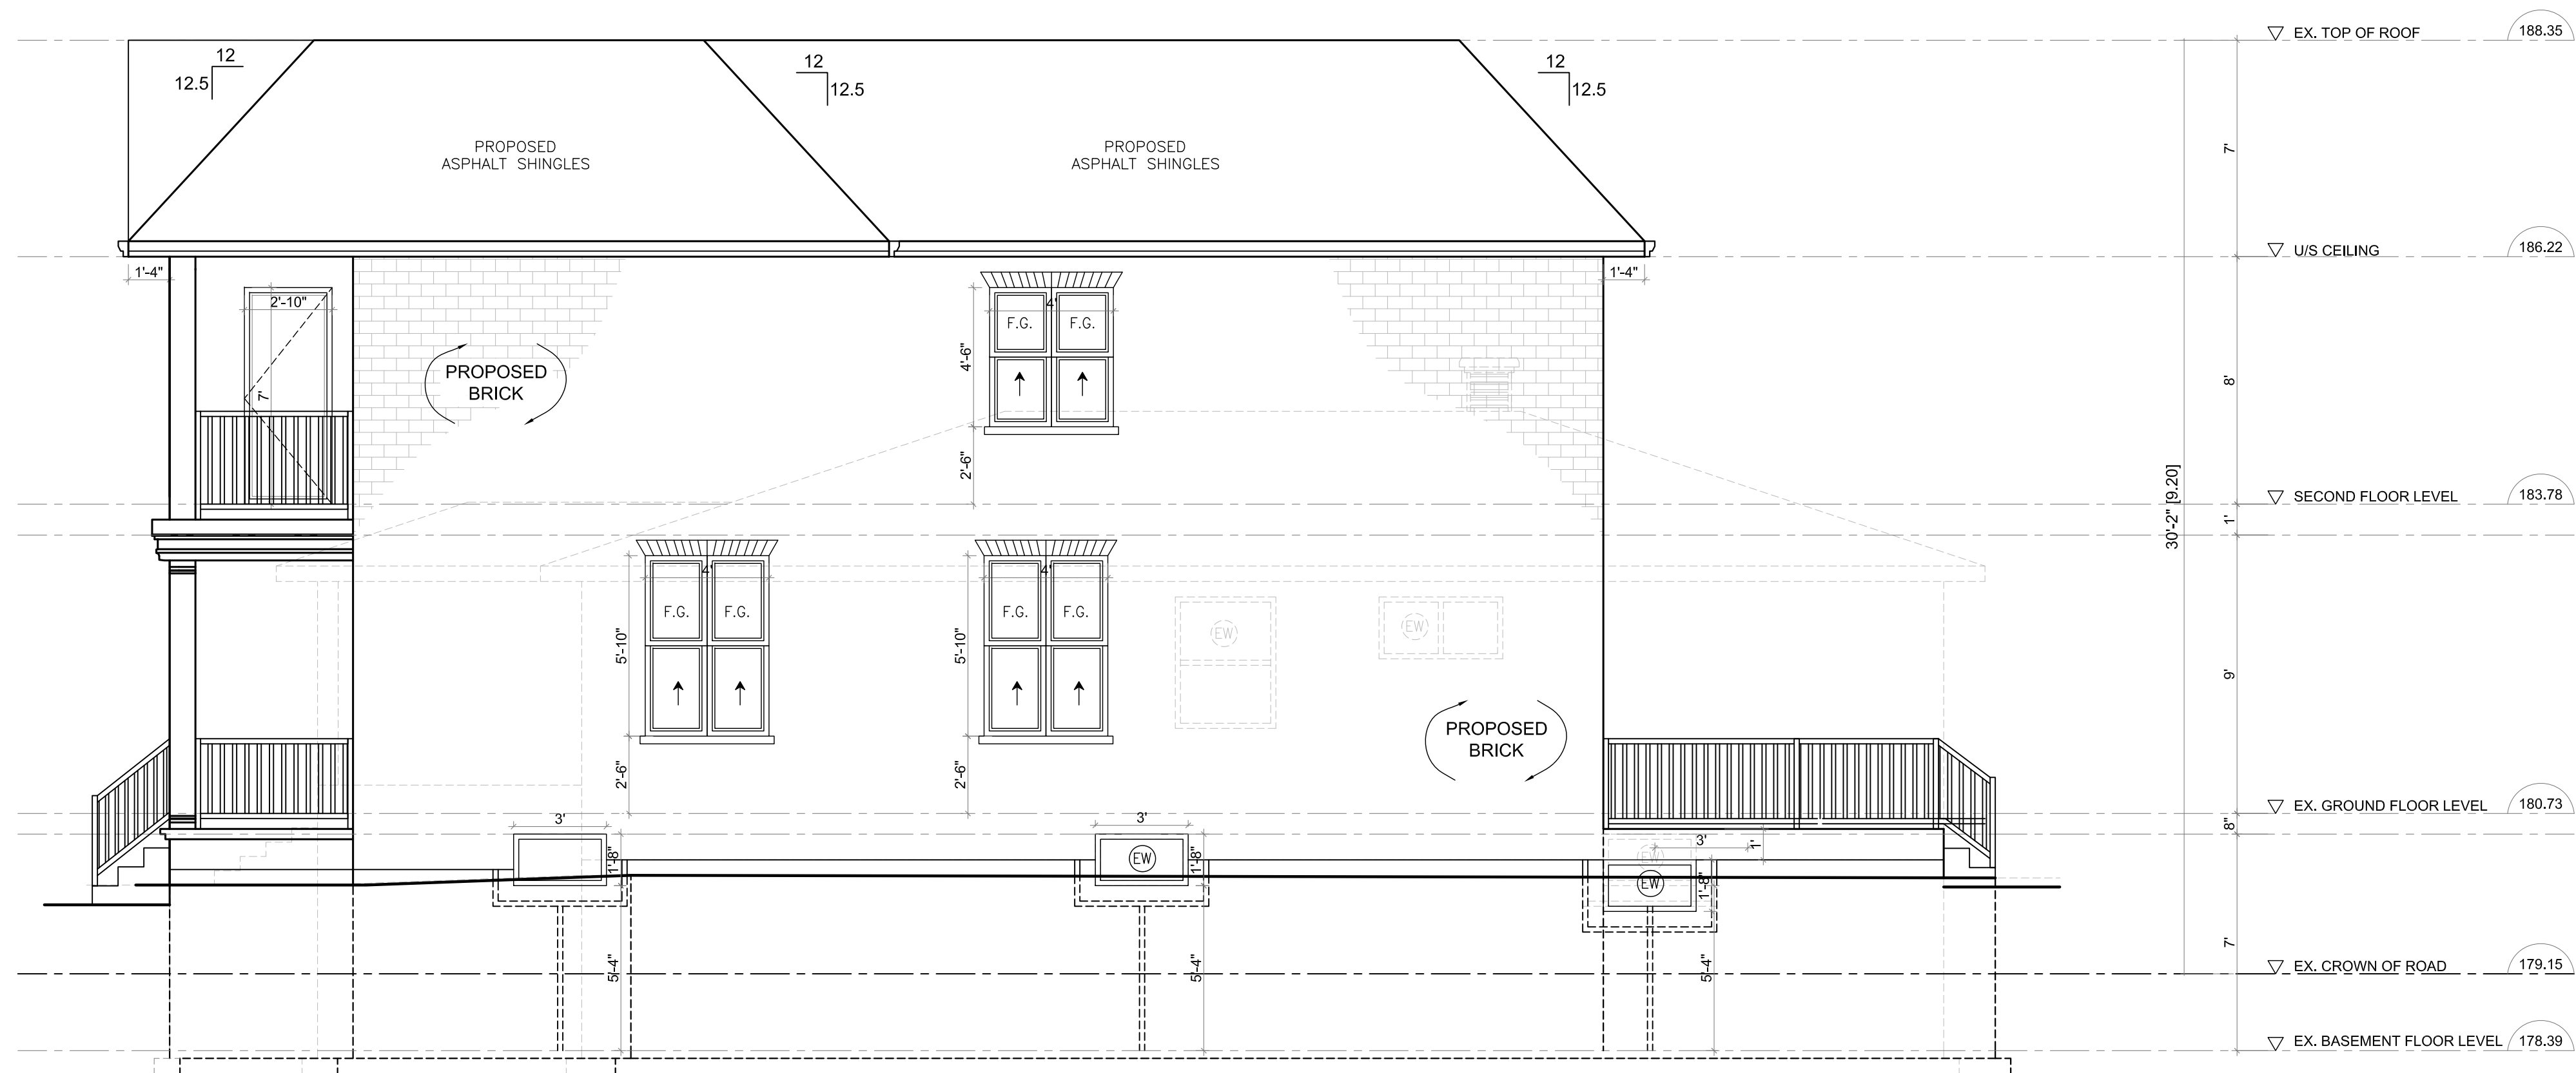 EX. TOP OF ROOF 188.35
12
12.5
12
12.5
12
12.5
PROPOSED
ASPHALT SHINGLES
PROPOSED
ASPHALT SHINGLES
7'
U/S CEILING 186.22
1'-4"
1'-4"
2'-10"
7'
PROPOSED
BRICK
4'
F.G. F.G.
4'-6"
2'-6"
8'
30'-2" [9.20]
SECOND FLOOR LEVEL 183.78
1'
4'
F.G. F.G.
5'-10"
2'-6"
4'
F.G. F.G.
5'-10"
2'-6"
EW
EW
PROPOSED
BRICK
9'
EX. GROUND FLOOR LEVEL 180.73
8"
3'
1'-8"
5'-4"
3'
EW
1'-8"
5'-4"
3'
1'
EW
EW
1'-8"
5'-4"
7'
EX. CROWN OF ROAD 179.15
EX. BASEMENT FLOOR LEVEL 178.39